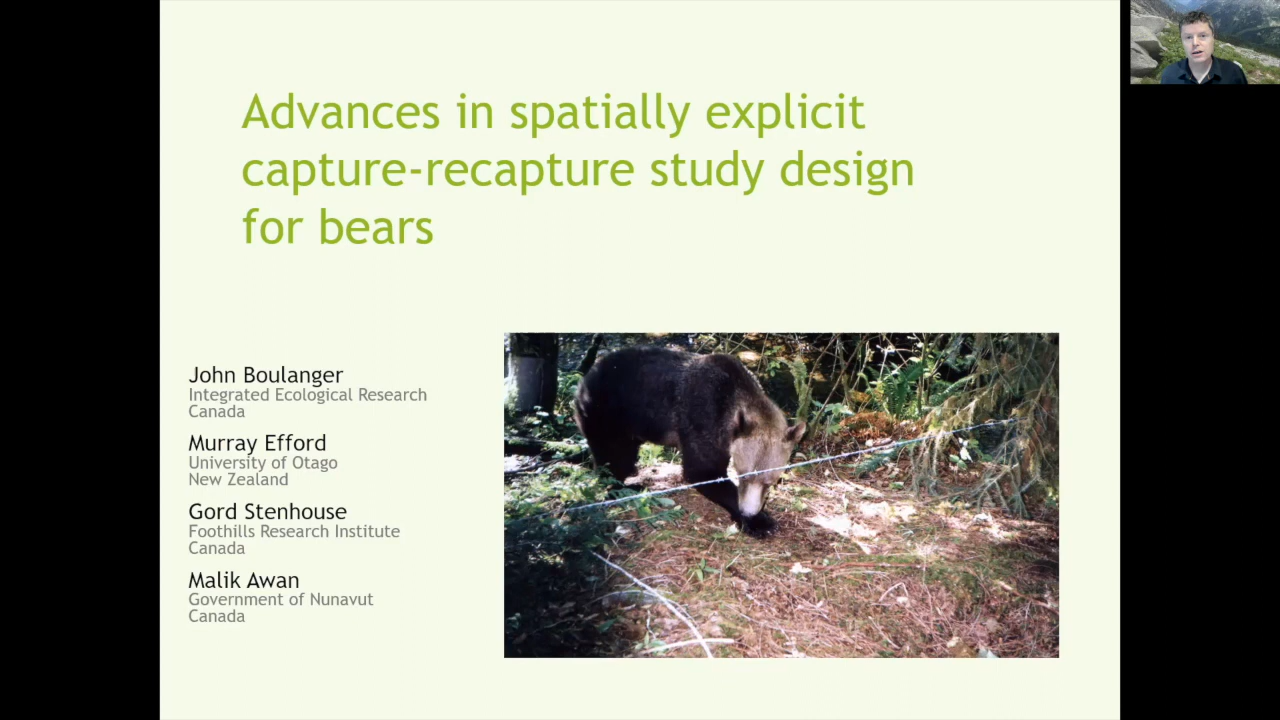 Advances in spatially explicit
capture-recapture study design
for bears
John Boulanger
Integrated Ecological Research
Canada
Murray Efford
University of Otago
New Zealand
Gord Stenhouse
Foothills Research Institute
Canada
Malik Awan
Government of Nunavut
Canada